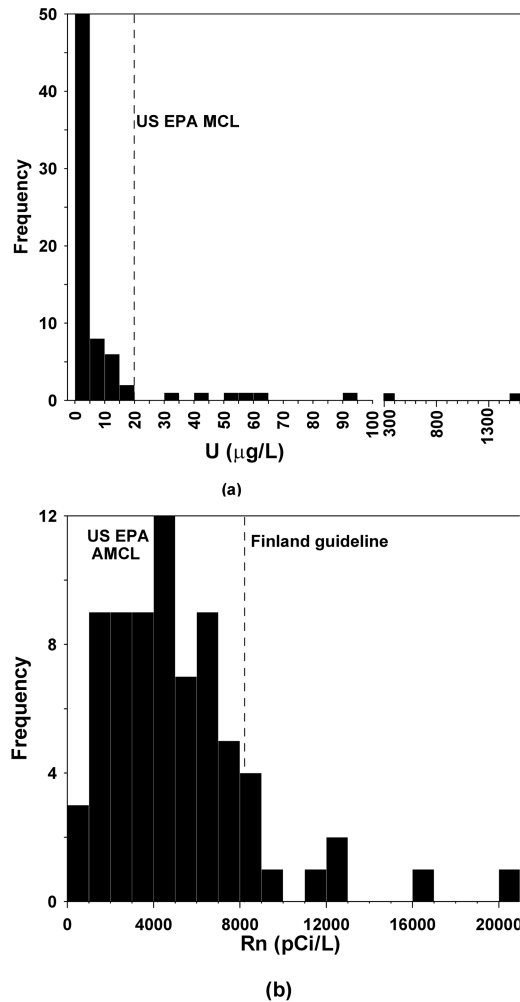 50
40
30
20
10
0
Frequency
US EPA MCL
0 10 20 30 40 50 60 70 80 90 100 300 800 1300
U (μg/L)
(a)
12
8
4
0
Frequency
US EPA
AMCL
Finland guideline
0 4000 8000 12000 16000 20000
Rn (pCi/L)
(b)